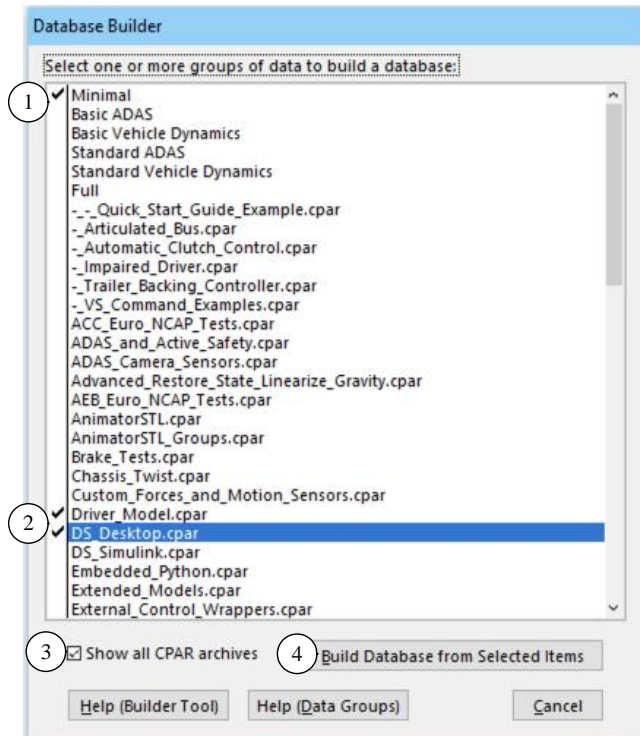 Database Builder
Select one or more groups of data to build a database:
1 ✔ Minimal
Basic ADAS
Basic Vehicle Dynamics
Standard ADAS
Standard Vehicle Dynamics
Full
-_-_Quick_Start_Guide_Example.cpar
-_Articulated_Bus.cpar
-_Automatic_Clutch_Control.cpar
-_Impaired_Driver.cpar
-_Trailer_Backing_Controller.cpar
-_VS_Command_Examples.cpar
ACC_Euro_NCAP_Tests.cpar
ADAS_and_Active_Safety.cpar
ADAS_Camera_Sensors.cpar
Advanced_Restore_State_Linearize_Gravity.cpar
AEB_Euro_NCAP_Tests.cpar
AnimatorSTL.cpar
AnimatorSTL_Groups.cpar
Brake_Tests.cpar
Chassis_Twist.cpar
Custom_Forces_and_Motion_Sensors.cpar
✔ Driver_Model.cpar
2 ✔ DS_Desktop.cpar
DS_Simulink.cpar
Embedded_Python.cpar
Extended_Models.cpar
External_Control_Wrappers.cpar
3 ☑ Show all CPAR archives 4 Build Database from Selected Items
Help (Builder Tool) Help (Data Groups) Cancel